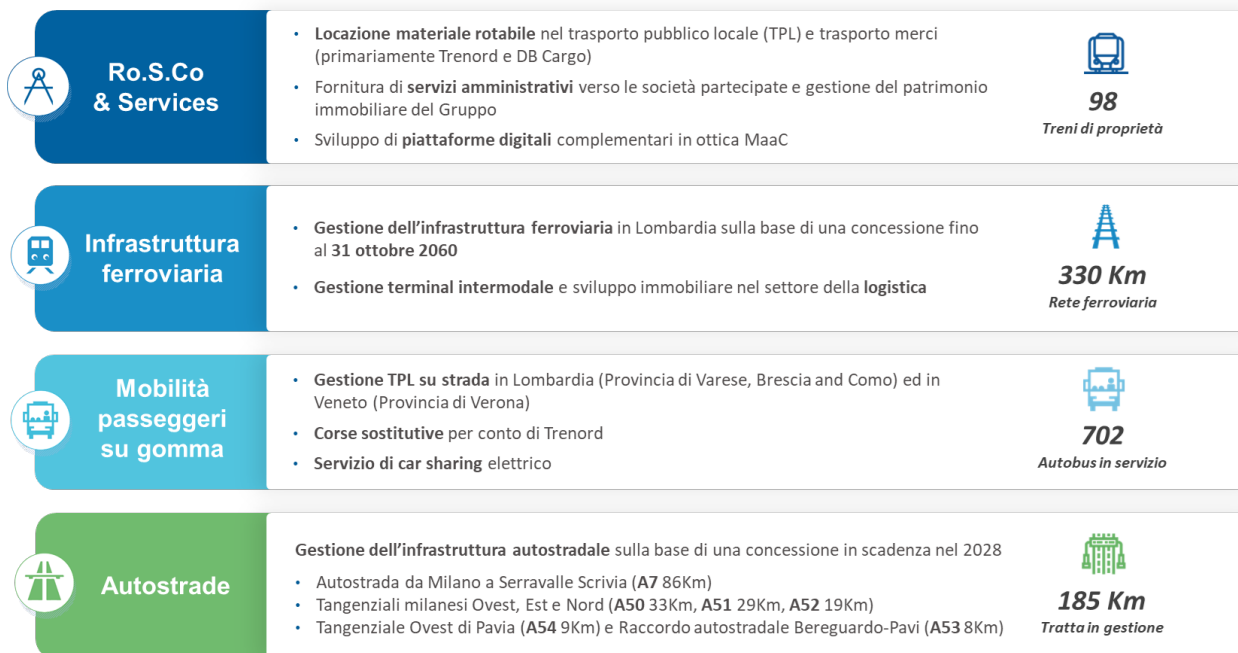 Ro.S.Co
& Services
• Locazione materiale rotabile nel trasporto pubblico locale (TPL) e trasporto merci
(primariamente Trenord e DB Cargo)
• Fornitura di servizi amministrativi verso le società partecipate e gestione del patrimonio
immobiliare del Gruppo
• Sviluppo di piattaforme digitali complementari in ottica MaaC
98
Treni di proprietà
Infrastruttura
ferroviaria
• Gestione dell'infrastruttura ferroviaria in Lombardia sulla base di una concessione fino
al 31 ottobre 2060
• Gestione terminal intermodale e sviluppo immobiliare nel settore della logistica
330 Km
Rete ferroviaria
Mobilità
passeggeri
su gomma
• Gestione TPL su strada in Lombardia (Provincia di Varese, Brescia and Como) ed in
Veneto (Provincia di Verona)
• Corse sostitutive per conto di Trenord
• Servizio di car sharing elettrico
702
Autobus in servizio
Autostrade
Gestione dell'infrastruttura autostradale sulla base di una concessione in scadenza nel 2028
• Autostrada da Milano a Serravalle Scrivia (A7 86Km)
• Tangenziali milanesi Ovest, Est e Nord (A50 33Km, A51 29Km, A52 19Km)
• Tangenziale Ovest di Pavia (A54 9Km) e Raccordo autostradale Bereguardo-Pavi (A53 8Km)
185 Km
Tratta in gestione